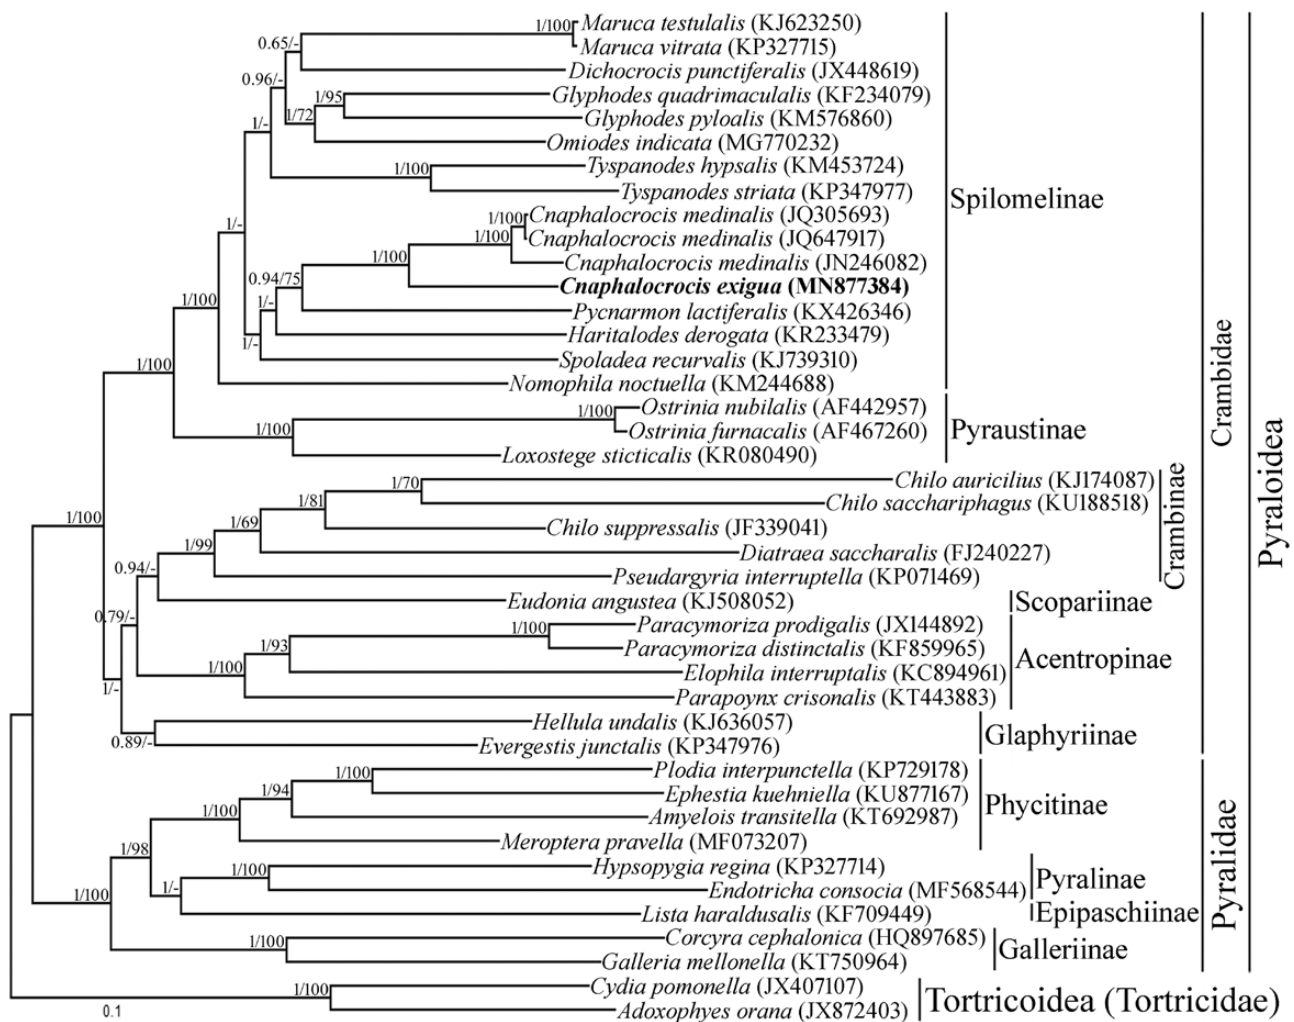 1/100
Maruca testulalis (KJ623250)
0.65/-
Maruca vitrata (KP327715)
Dichocrocis punctiferalis (JX448619)
0.96/-
1/95
Glyphodes quadrimaculalis (KF234079)
1/72
Glyphodes pyloalis (KM576860)
1/-
Omiodes indicata (MG770232)
1/100
Tyspanodes hypsalis (KM453724)
Tyspanodes striata (KP347977)
Spilomelinae
1/-
1/100
Cnaphalocrocis medinalis (JQ305693)
1/100
Cnaphalocrocis medinalis (JQ647917)
1/100
Cnaphalocrocis medinalis (JN246082)
0.94/75
Cnaphalocrocis exigua (MN877384)
1/100
1/-
Pycnarmon lactiferalis (KX426346)
Haritalodes derogata (KR233479)
1/-
Spoladea recurvalis (KJ739310)
1/100
Nomophila noctuella (KM244688)
1/100
Ostrinia nubilalis (AF442957)
1/100
Ostrinia furnacalis (AF467260)
Pyraustinae
Loxostege sticticalis (KR080490)
Crambidae
1/70
Chilo auricilius (KJ174087)
1/81
Chilo sacchariphagus (KU188518)
1/100
1/69
Chilo suppressalis (JF339041)
Crambinae
1/99
Diatraea saccharalis (FJ240227)
0.94/-
Pseudargyria interruptella (KP071469)
Eudonia angustea (KJ508052)
Scopariinae
0.79/-
1/100
Paracymoriza prodigalis (JX144892)
1/93
Paracymoriza distinctalis (KF859965)
Acentropinae
1/100
Elophila interruptalis (KC894961)
1/-
Parapoynx crisonalis (KT443883)
Hellula undalis (KJ636057)
0.89/-
Evergestis junctalis (KP347976)
Glaphyriinae
Pyraloidea
1/100
Plodia interpunctella (KP729178)
1/94
Ephestia kuehniella (KU877167)
Phycitinae
1/100
Amyelois transitella (KT692987)
Meroptera pravella (MF073207)
1/98
1/100
Hypsopygia regina (KP327714)
1/-
Endotricha consocia (MF568544)
Pyralinae
1/100
Lista haraldusalis (KF709449)
Epipaschiinae
Pyralidae
1/100
Corcyra cephalonica (HQ897685)
Galleria mellonella (KT750964)
Galleriinae
1/100
Cydia pomonella (JX407107)
Adoxophyes orana (JX872403)
Tortricoidea (Tortricidae)
0.1